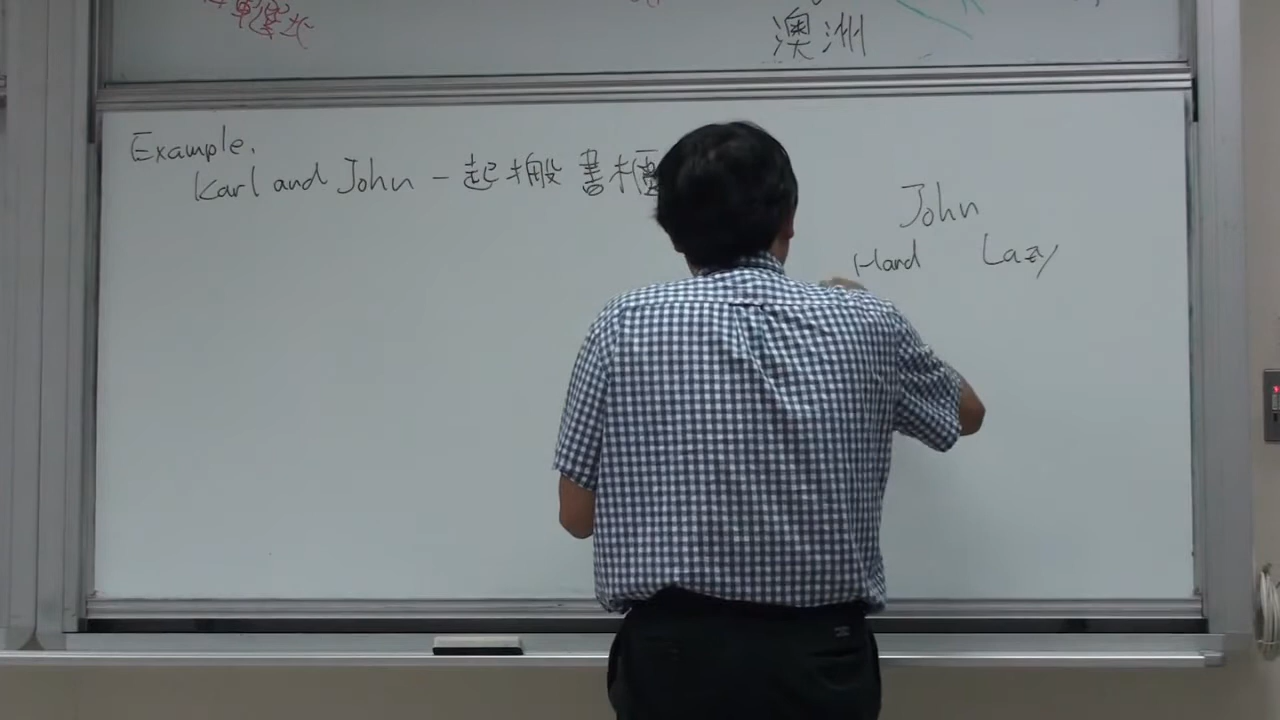 澳洲
Example.
Karl and John 一起搬書櫃
John
Hard Lazy